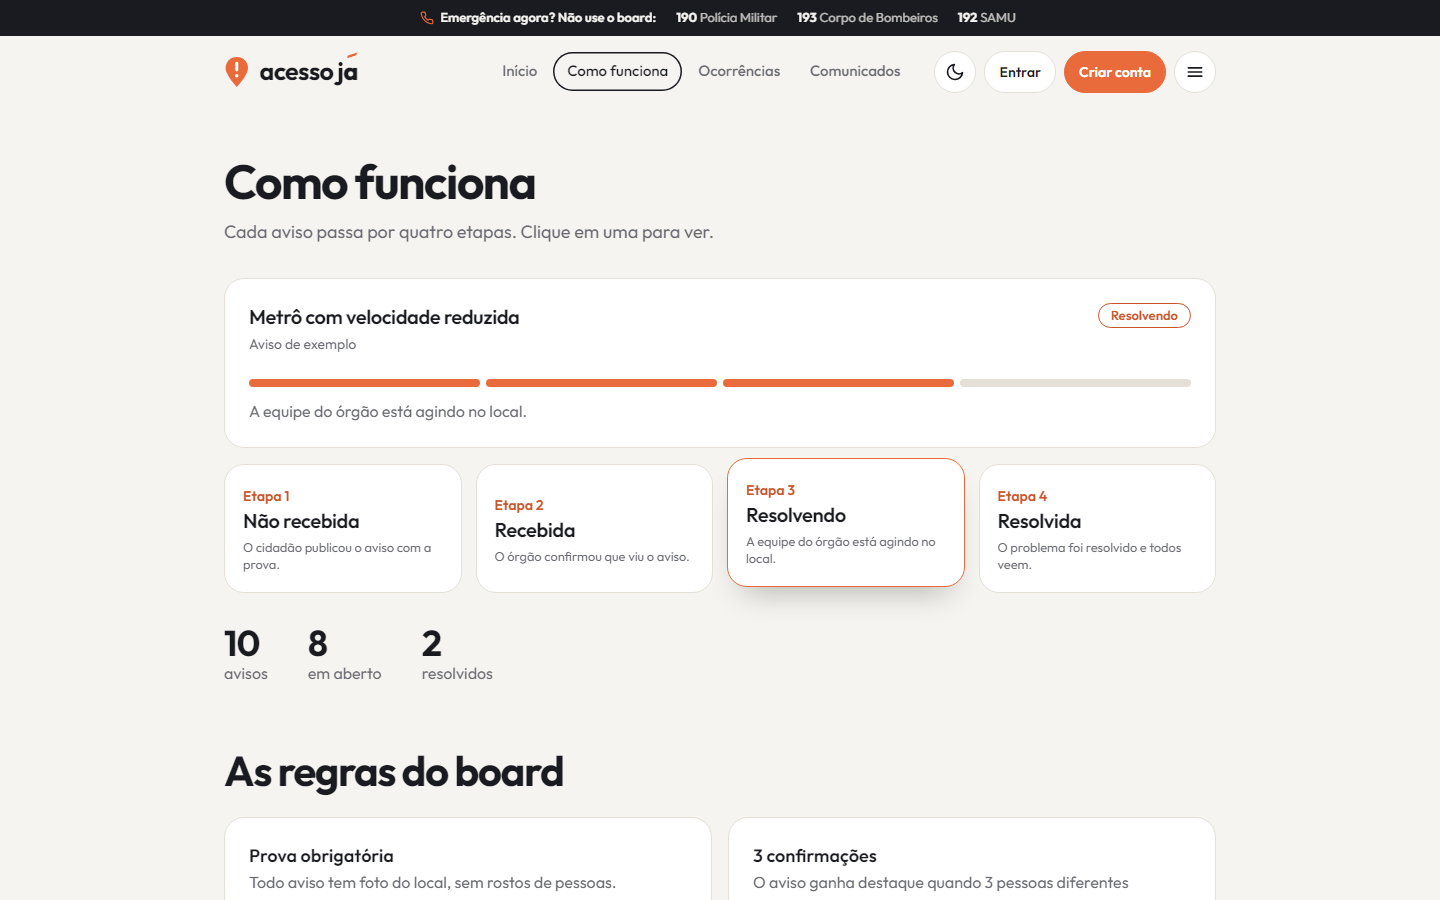 Emergência agora? Não use o board: 190 Polícia Militar 193 Corpo de Bombeiros 192 SAMU
acesso já
Início Como funciona Ocorrências Comunicados Entrar Criar conta
Como funciona
Cada aviso passa por quatro etapas. Clique em uma para ver.
Metrô com velocidade reduzida
Resolvendo
Aviso de exemplo
A equipe do órgão está agindo no local.
Etapa 1
Não recebida
O cidadão publicou o aviso com a
prova.
Etapa 2
Recebida
O órgão confirmou que viu o aviso.
Etapa 3
Resolvendo
A equipe do órgão está agindo no
local.
Etapa 4
Resolvida
O problema foi resolvido e todos
veem.
10 8 2
avisos em aberto resolvidos
As regras do board
Prova obrigatória
Todo aviso tem foto do local, sem rostos de pessoas.
3 confirmações
O aviso ganha destaque quando 3 pessoas diferentes